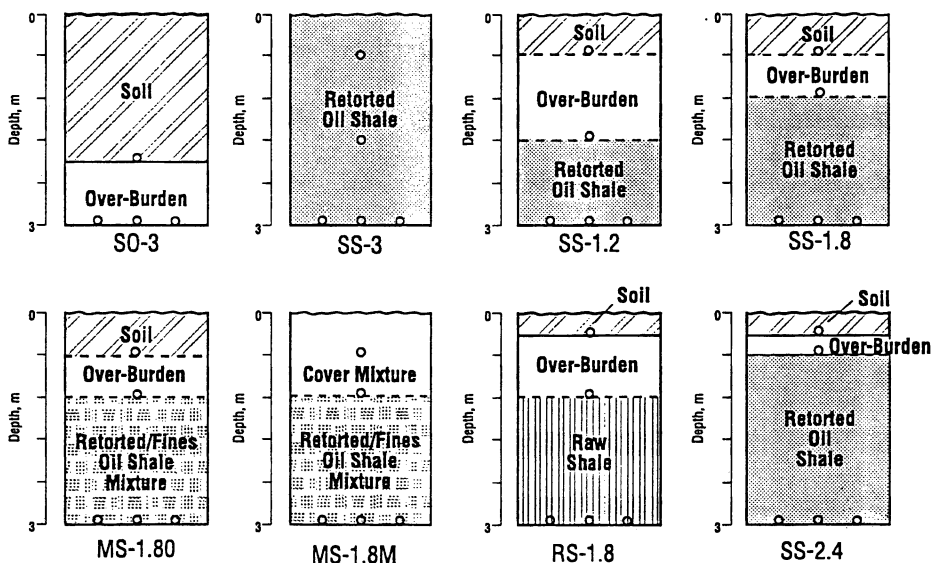 0
Depth, m
3
Soil
Over-Burden
SO-3
0
Depth, m
3
Retorted
Oil Shale
SS-3
0
Depth, m
3
Soil
Over-Burden
Retorted
Oil Shale
SS-1.2
0
Depth, m
3
Soil
Over-Burden
Retorted
Oil Shale
SS-1.8
0
Depth, m
3
Soil
Over-Burden
Retorted/Fines
Oil Shale
Mixture
MS-1.80
0
Depth, m
3
Cover Mixture
Retorted/Fines
Oil Shale
Mixture
MS-1.8M
0
Depth, m
3
Soil
Over-Burden
Raw
Shale
RS-1.8
0
Depth, m
3
Soil
Over-Burden
Retorted
Oil
Shale
SS-2.4